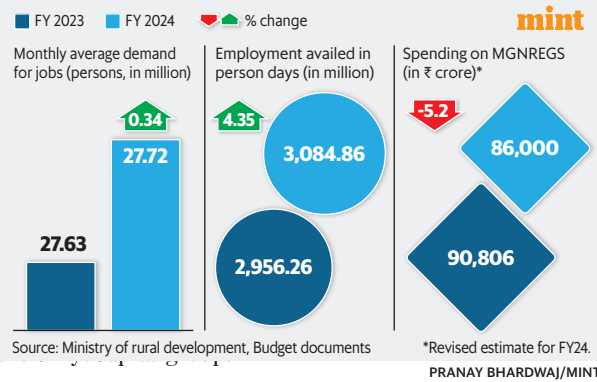 FY 2023 FY 2024 % change
mint
Monthly average demand
for jobs (persons, in million)
0.34
27.72
27.63
Employment availed in
person days (in million)
4.35
3,084.86
2,956.26
Spending on MGNREGS
(in ₹ crore)*
-5.2
86,000
90,806
Source: Ministry of rural development, Budget documents
*Revised estimate for FY24.
PRANAY BHARDWAJ/MINT